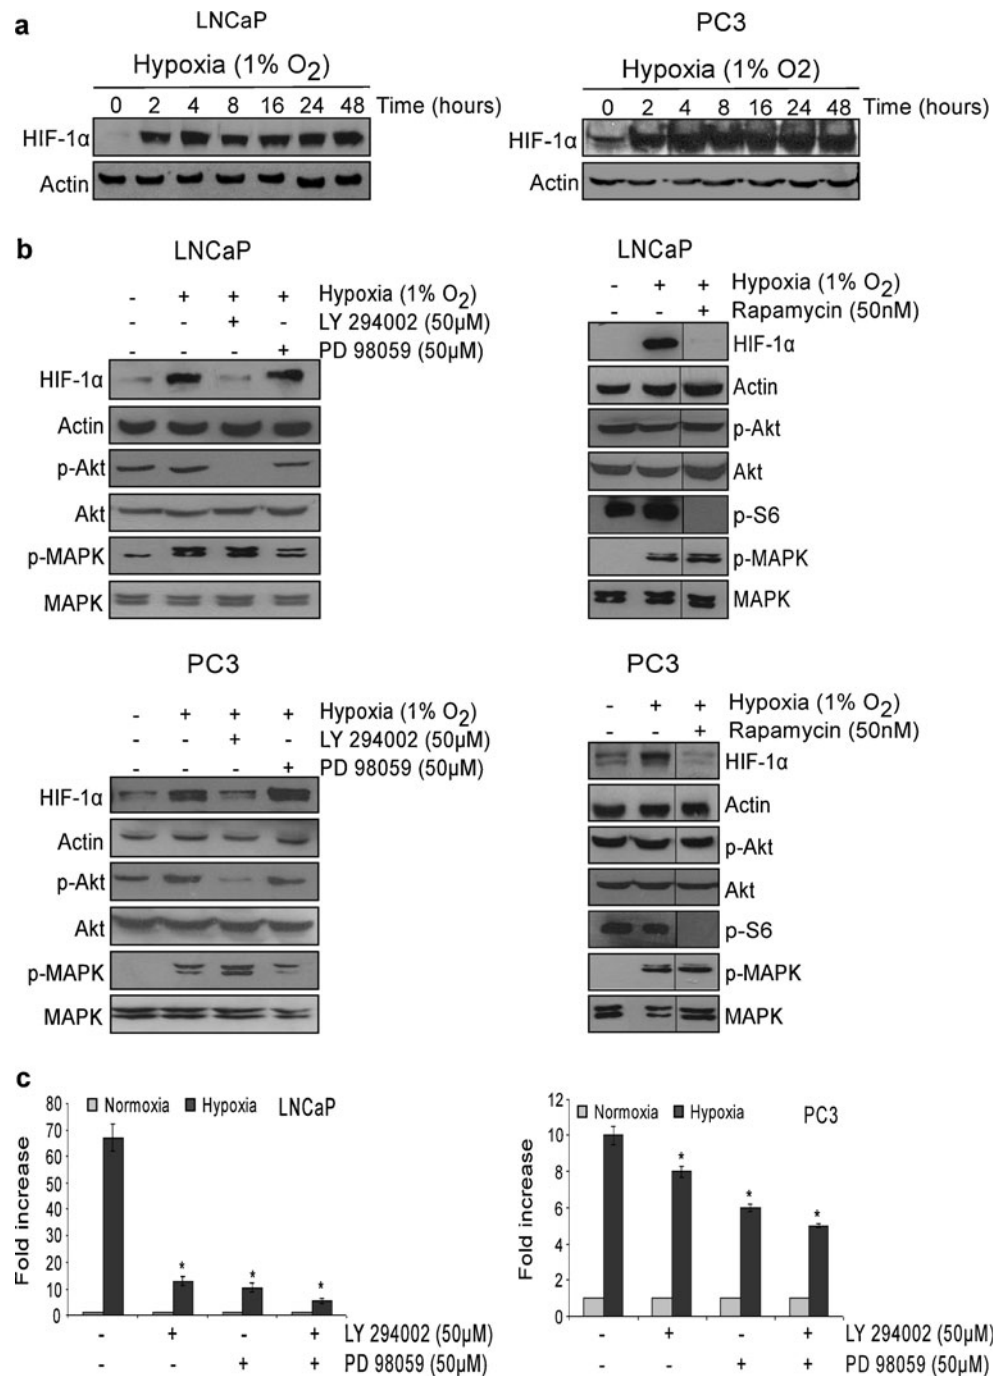 a
LNCaP
Hypoxia (1% O2)
0 2 4 8 16 24 48 Time (hours)
HIF-1α
Actin
PC3
Hypoxia (1% O2)
0 2 4 8 16 24 48 Time (hours)
HIF-1α
Actin
b
LNCaP
- + + + Hypoxia (1% O2)
- - + - LY 294002 (50µM)
- - - + PD 98059 (50µM)
HIF-1α
Actin
p-Akt
Akt
p-MAPK
MAPK
LNCaP
- + + Hypoxia (1% O2)
- - + Rapamycin (50nM)
HIF-1α
Actin
p-Akt
Akt
p-S6
p-MAPK
MAPK
PC3
- + + + Hypoxia (1% O2)
- - + - LY 294002 (50µM)
- - - + PD 98059 (50µM)
HIF-1α
Actin
p-Akt
Akt
p-MAPK
MAPK
PC3
- + + Hypoxia (1% O2)
- - + Rapamycin (50nM)
HIF-1α
Actin
p-Akt
Akt
p-S6
p-MAPK
MAPK
c
Normoxia Hypoxia LNCaP
Fold increase
80
70
60
50
40
30
20
10
0
* * *
- + - + LY 294002 (50µM)
- - + + PD 98059 (50µM)
Normoxia Hypoxia PC3
Fold increase
12
10
8
6
4
2
0
* * *
- + - + LY 294002 (50µM)
- - + + PD 98059 (50µM)